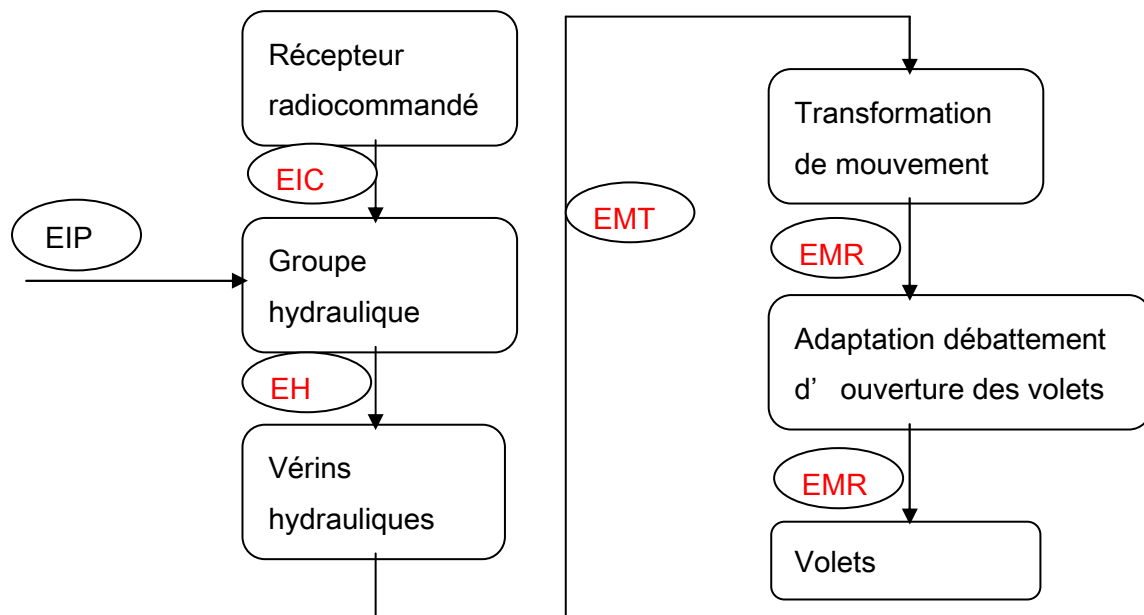 Récepteur
radiocommandé
EIC
EIP
Groupe
hydraulique
EH
Vérins
hydrauliques
EMT
Transformation
de mouvement
EMR
Adaptation débattement
d' ouverture des volets
EMR
Volets